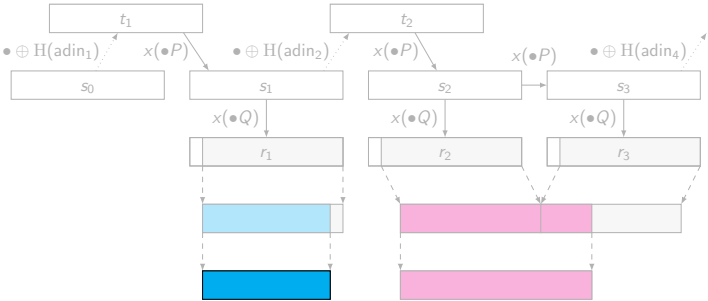 t₁ t₂
• ⊕ H(adin₁) x(•P) • ⊕ H(adin₂) x(•P) x(•P) • ⊕ H(adin₄)
s₀ s₁ s₂ s₃
x(•Q) x(•Q) x(•Q)
r₁ r₂ r₃